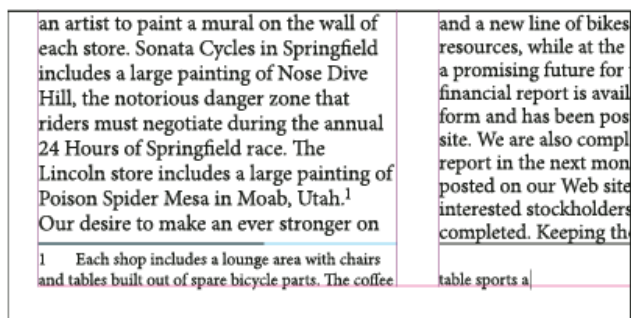 an artist to paint a mural on the wall of
each store. Sonata Cycles in Springfield
includes a large painting of Nose Dive
Hill, the notorious danger zone that
riders must negotiate during the annual
24 Hours of Springfield race. The
Lincoln store includes a large painting of
Poison Spider Mesa in Moab, Utah.1
Our desire to make an ever stronger on
1 Each shop includes a lounge area with chairs
and tables built out of spare bicycle parts. The coffee
and a new line of bikes
resources, while at the
a promising future for
financial report is avail
form and has been pos
site. We are also compl
report in the next mon
posted on our Web site
interested stockholders
completed. Keeping the
table sports a